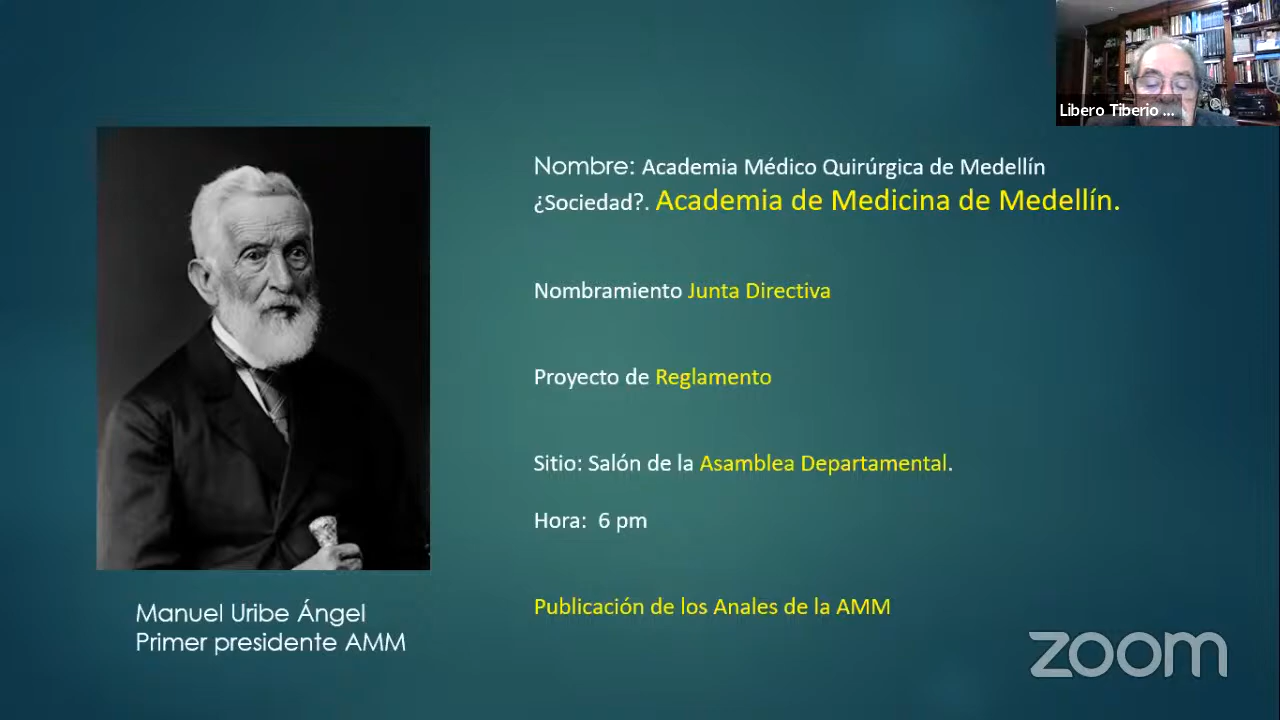 Libero Tiberio ...
Nombre: Academia Médico Quirúrgica de Medellín
¿Sociedad?. Academia de Medicina de Medellín.
Nombramiento Junta Directiva
Proyecto de Reglamento
Sitio: Salón de la Asamblea Departamental.
Hora: 6 pm
Publicación de los Anales de la AMM
Manuel Uribe Ángel
Primer presidente AMM
zoom